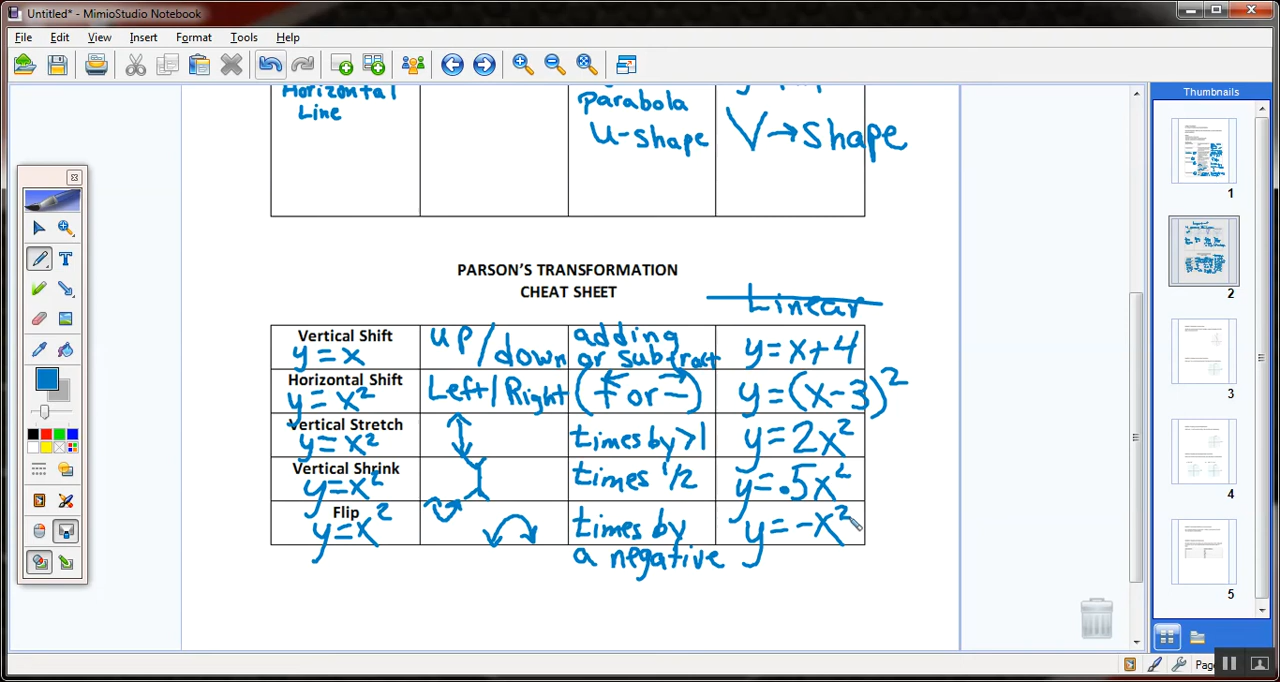 Untitled* - MimioStudio Notebook
File Edit View Insert Format Tools Help
Thumbnails
Horizontal
Line
parabola
U-shape
V → shape
PARSON'S TRANSFORMATION
CHEAT SHEET
Linear
Vertical Shift
y = x
up/down
adding
or subtract
y = x + 4
Horizontal Shift
y = x²
Left/Right
(+ or -)
y = (x - 3)²
Vertical Stretch
y = x²
times by >1
y = 2x²
Vertical Shrink
y = x²
times 1/2
y = .5x²
Flip
y = x²
times by
a negative
y = -x²
1
2
3
4
5